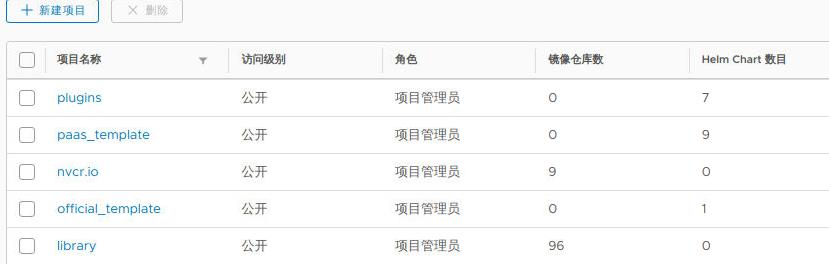 + 新建项目 × 删除
项目名称 访问级别 角色 镜像仓库数 Helm Chart 数目
plugins 公开 项目管理员 0 7
paas_template 公开 项目管理员 0 9
nvcr.io 公开 项目管理员 9 0
official_template 公开 项目管理员 0 1
library 公开 项目管理员 96 0